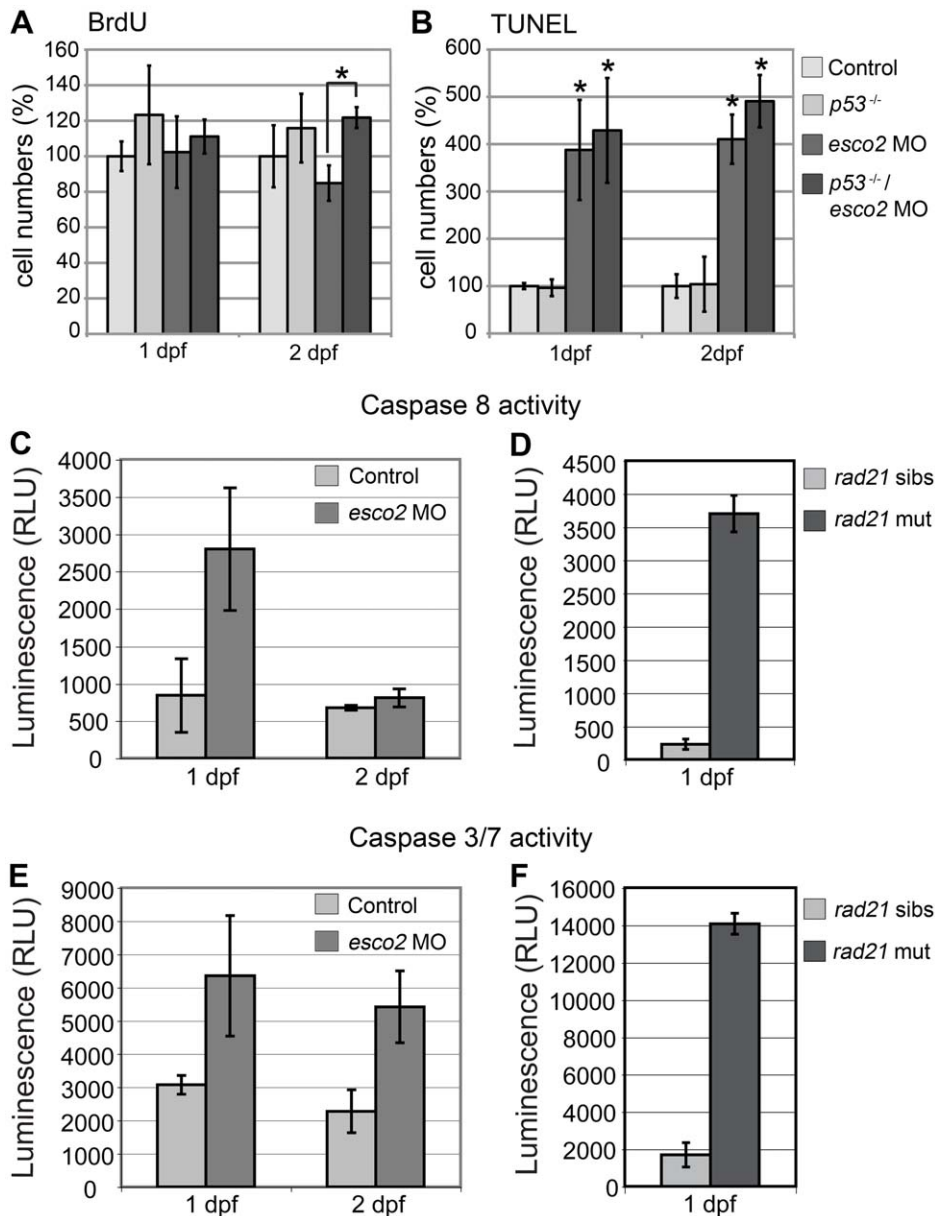 A BrdU
cell numbers (%)
160
140
120
100
80
60
40
20
0
*
1 dpf
2 dpf
B TUNEL
cell numbers (%)
600
500
400
300
200
100
0
* *
* *
1dpf
2dpf
Control
p53 -/-
esco2 MO
p53 -/- /
esco2 MO
Caspase 8 activity
C
Luminescence (RLU)
4000
3500
3000
2500
2000
1500
1000
500
0
Control
esco2 MO
1 dpf
2 dpf
D
Luminescence (RLU)
4500
4000
3500
3000
2500
2000
1500
1000
500
0
1 dpf
rad21 sibs
rad21 mut
Caspase 3/7 activity
E
Luminescence (RLU)
9000
8000
7000
6000
5000
4000
3000
2000
1000
0
Control
esco2 MO
1 dpf
2 dpf
F
Luminescence (RLU)
16000
14000
12000
10000
8000
6000
4000
2000
0
1 dpf
rad21 sibs
rad21 mut